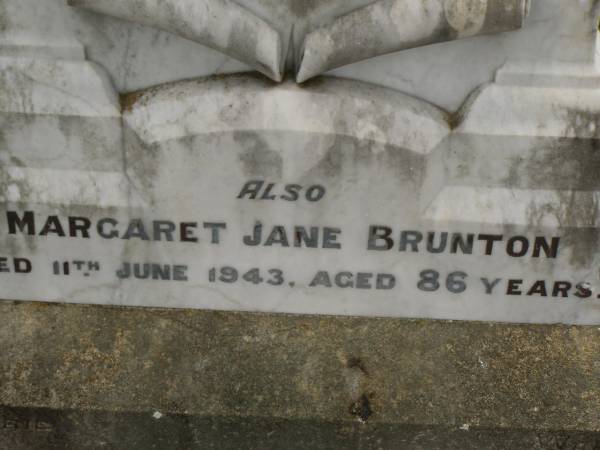 ALSO
MARGARET JANE BRUNTON
ED 11TH JUNE 1943, AGED 86 YEARS.